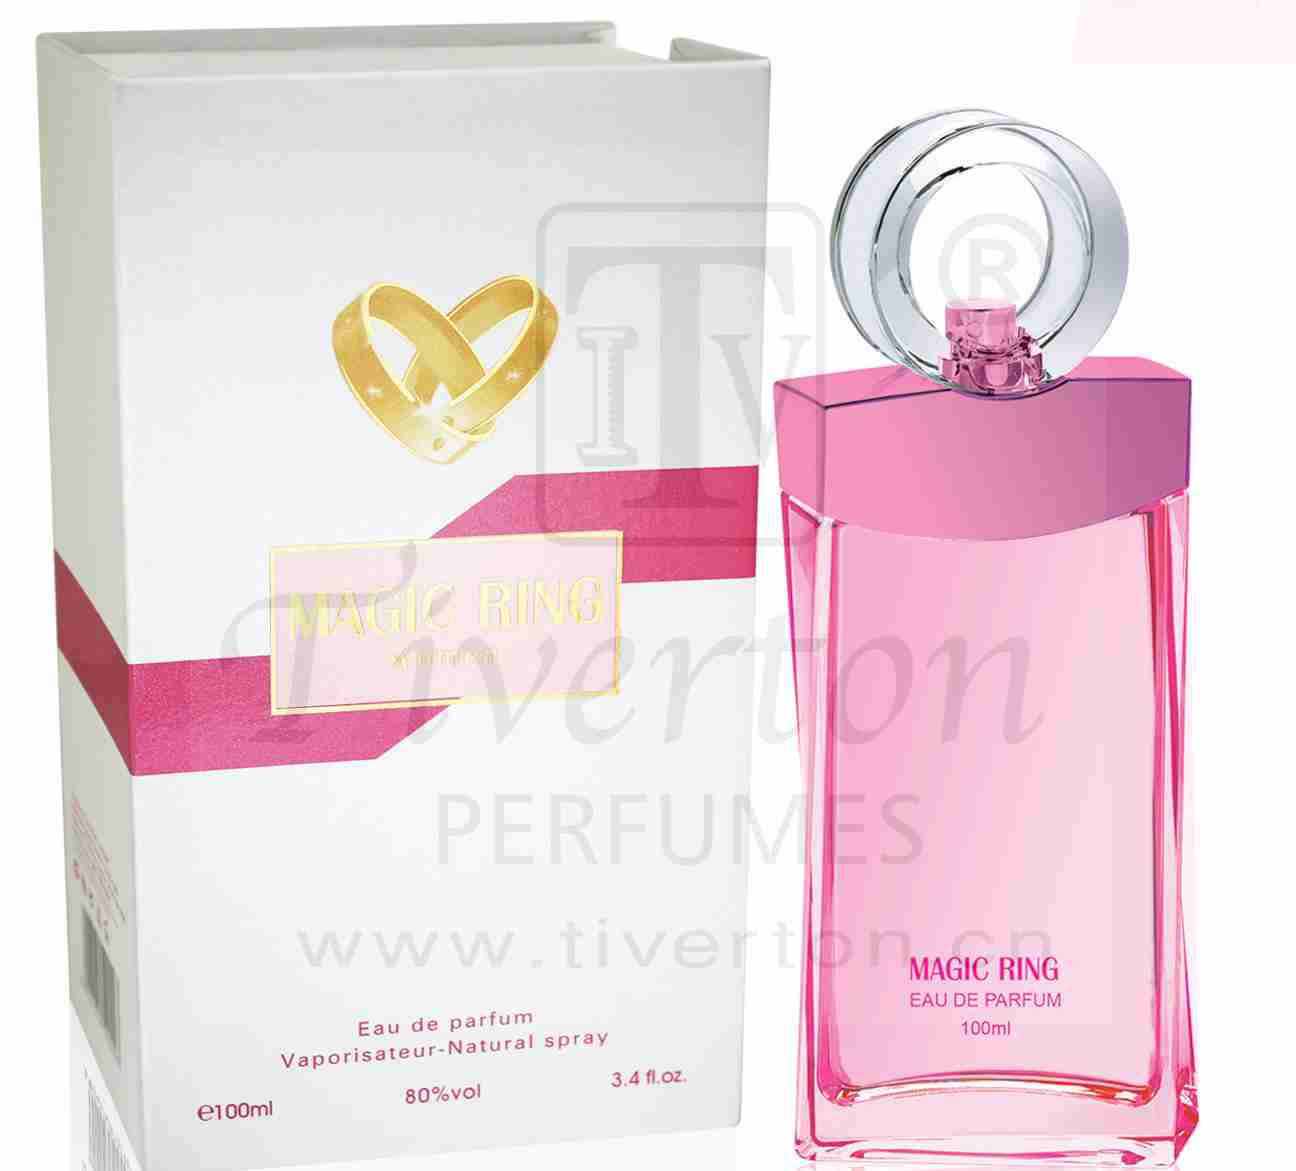 MAGIC RING
Eau de parfum
Vaporisateur-Natural spray
℮100ml
80%vol
3.4 fl.oz.
TIV
®
Tiverton
PERFUMES
www.tiverton.cn
MAGIC RING
EAU DE PARFUM
100ml